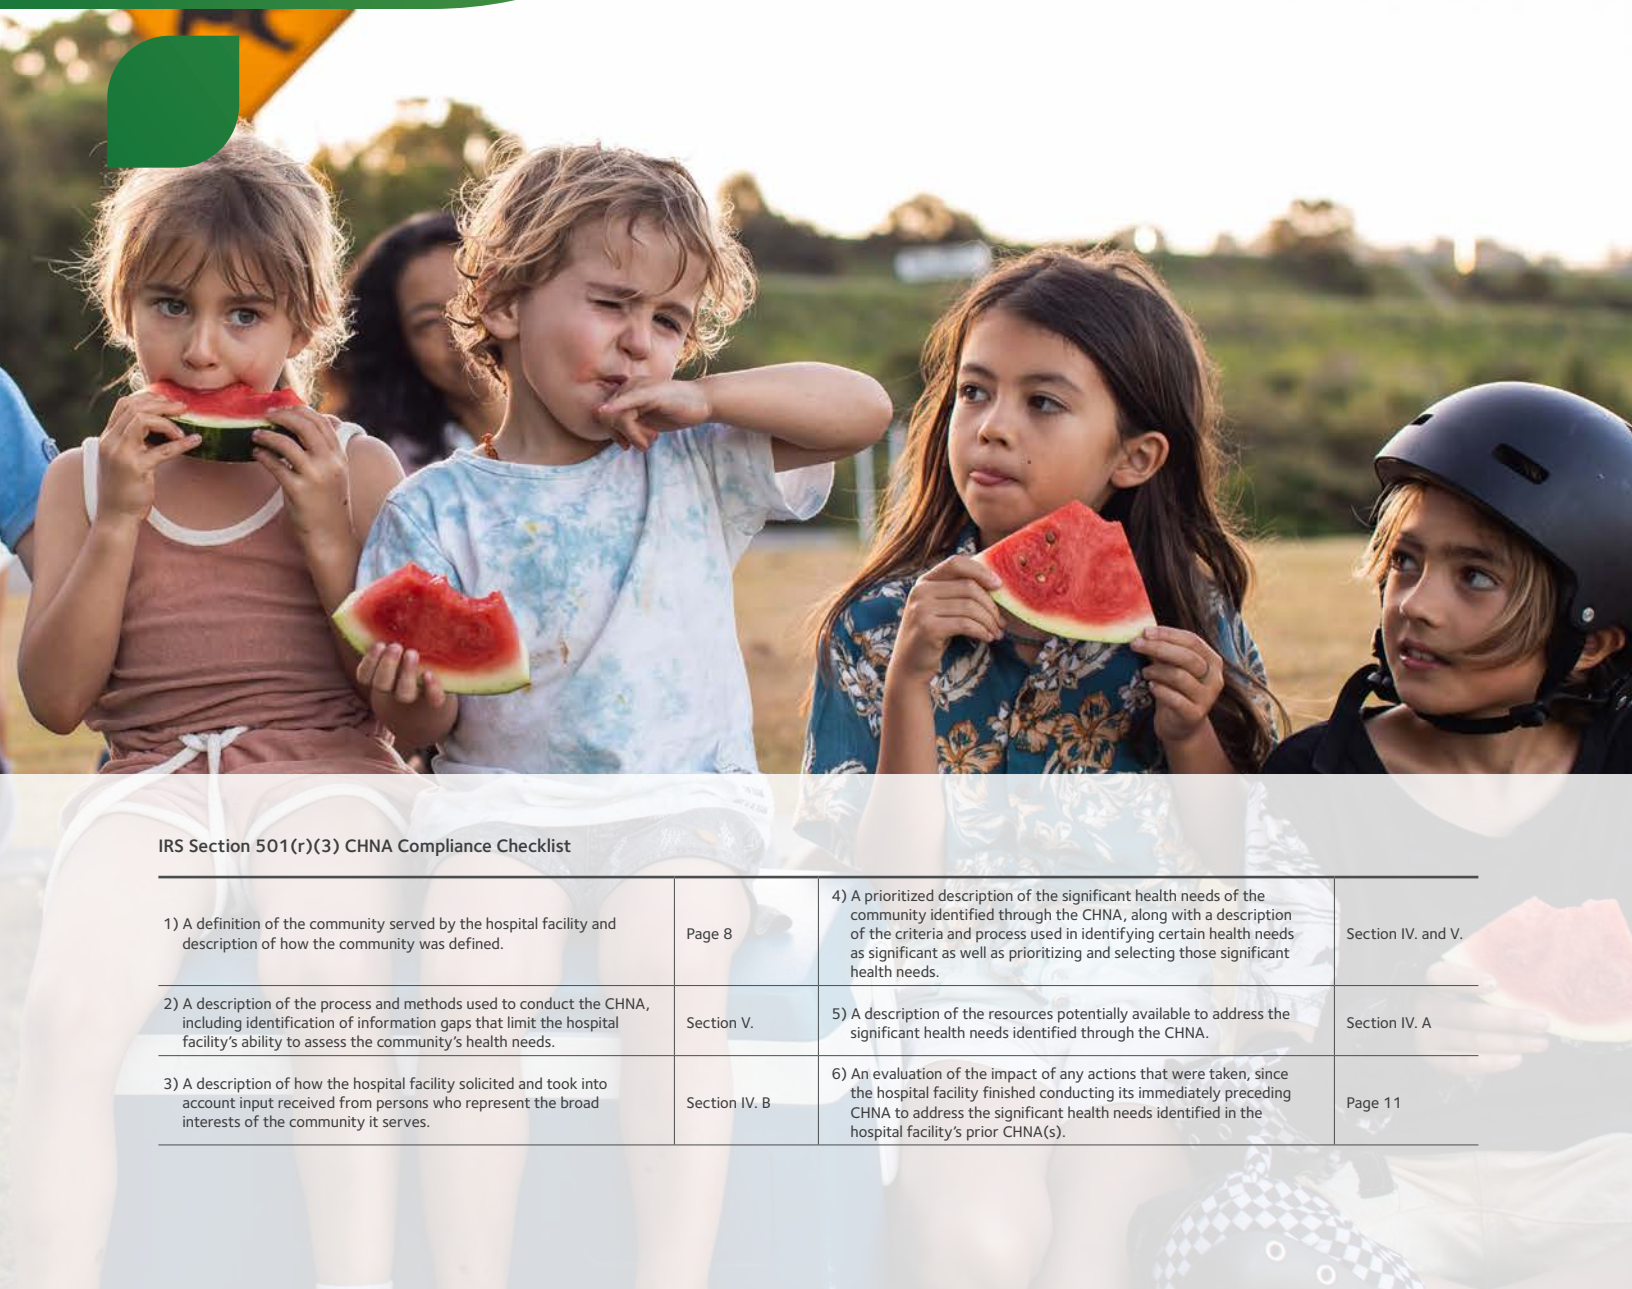 IRS Section 501(r)(3) CHNA Compliance Checklist
1) A definition of the community served by the hospital facility and
description of how the community was defined.
Page 8
4) A prioritized description of the significant health needs of the
community identified through the CHNA, along with a description
of the criteria and process used in identifying certain health needs
as significant as well as prioritizing and selecting those significant
health needs.
Section IV. and V.
2) A description of the process and methods used to conduct the CHNA,
including identification of information gaps that limit the hospital
facility’s ability to assess the community’s health needs.
Section V.
5) A description of the resources potentially available to address the
significant health needs identified through the CHNA.
Section IV. A
3) A description of how the hospital facility solicited and took into
account input received from persons who represent the broad
interests of the community it serves.
Section IV. B
6) An evaluation of the impact of any actions that were taken, since
the hospital facility finished conducting its immediately preceding
CHNA to address the significant health needs identified in the
hospital facility’s prior CHNA(s).
Page 11